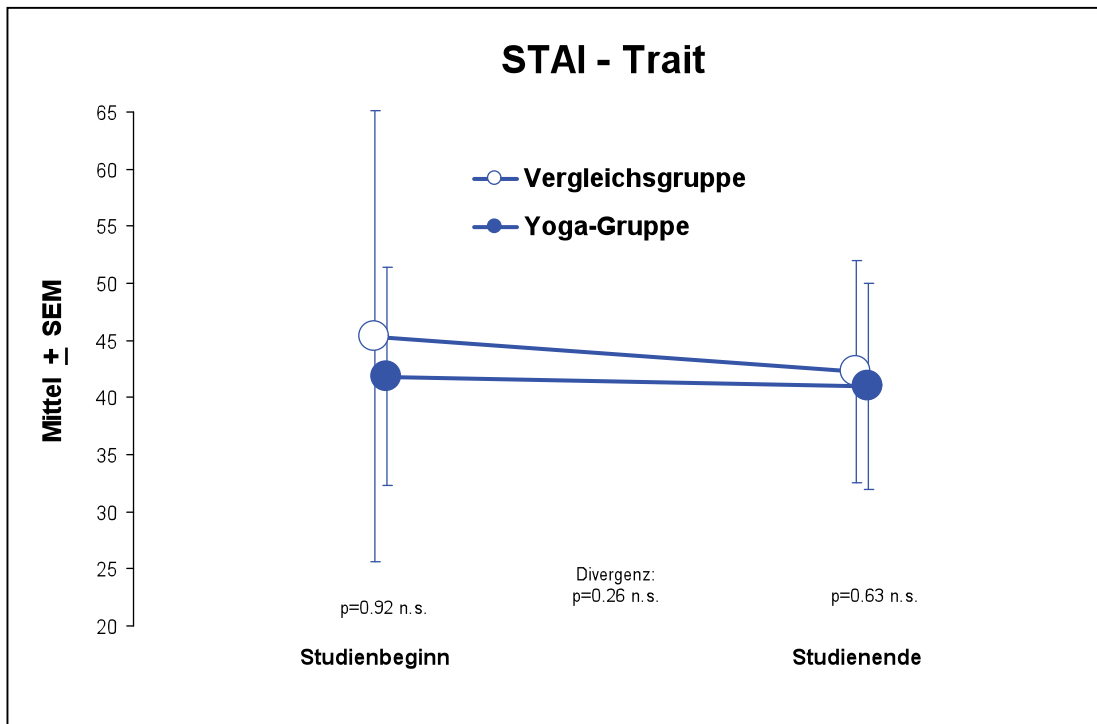 STAI - Trait
65
60
55
50
45
40
35
30
25
20
Mittel ± SEM
Vergleichsgruppe
Yoga-Gruppe
Divergenz:
p=0.26 n.s.
p=0.92 n.s.
p=0.63 n.s.
Studienbeginn
Studienende